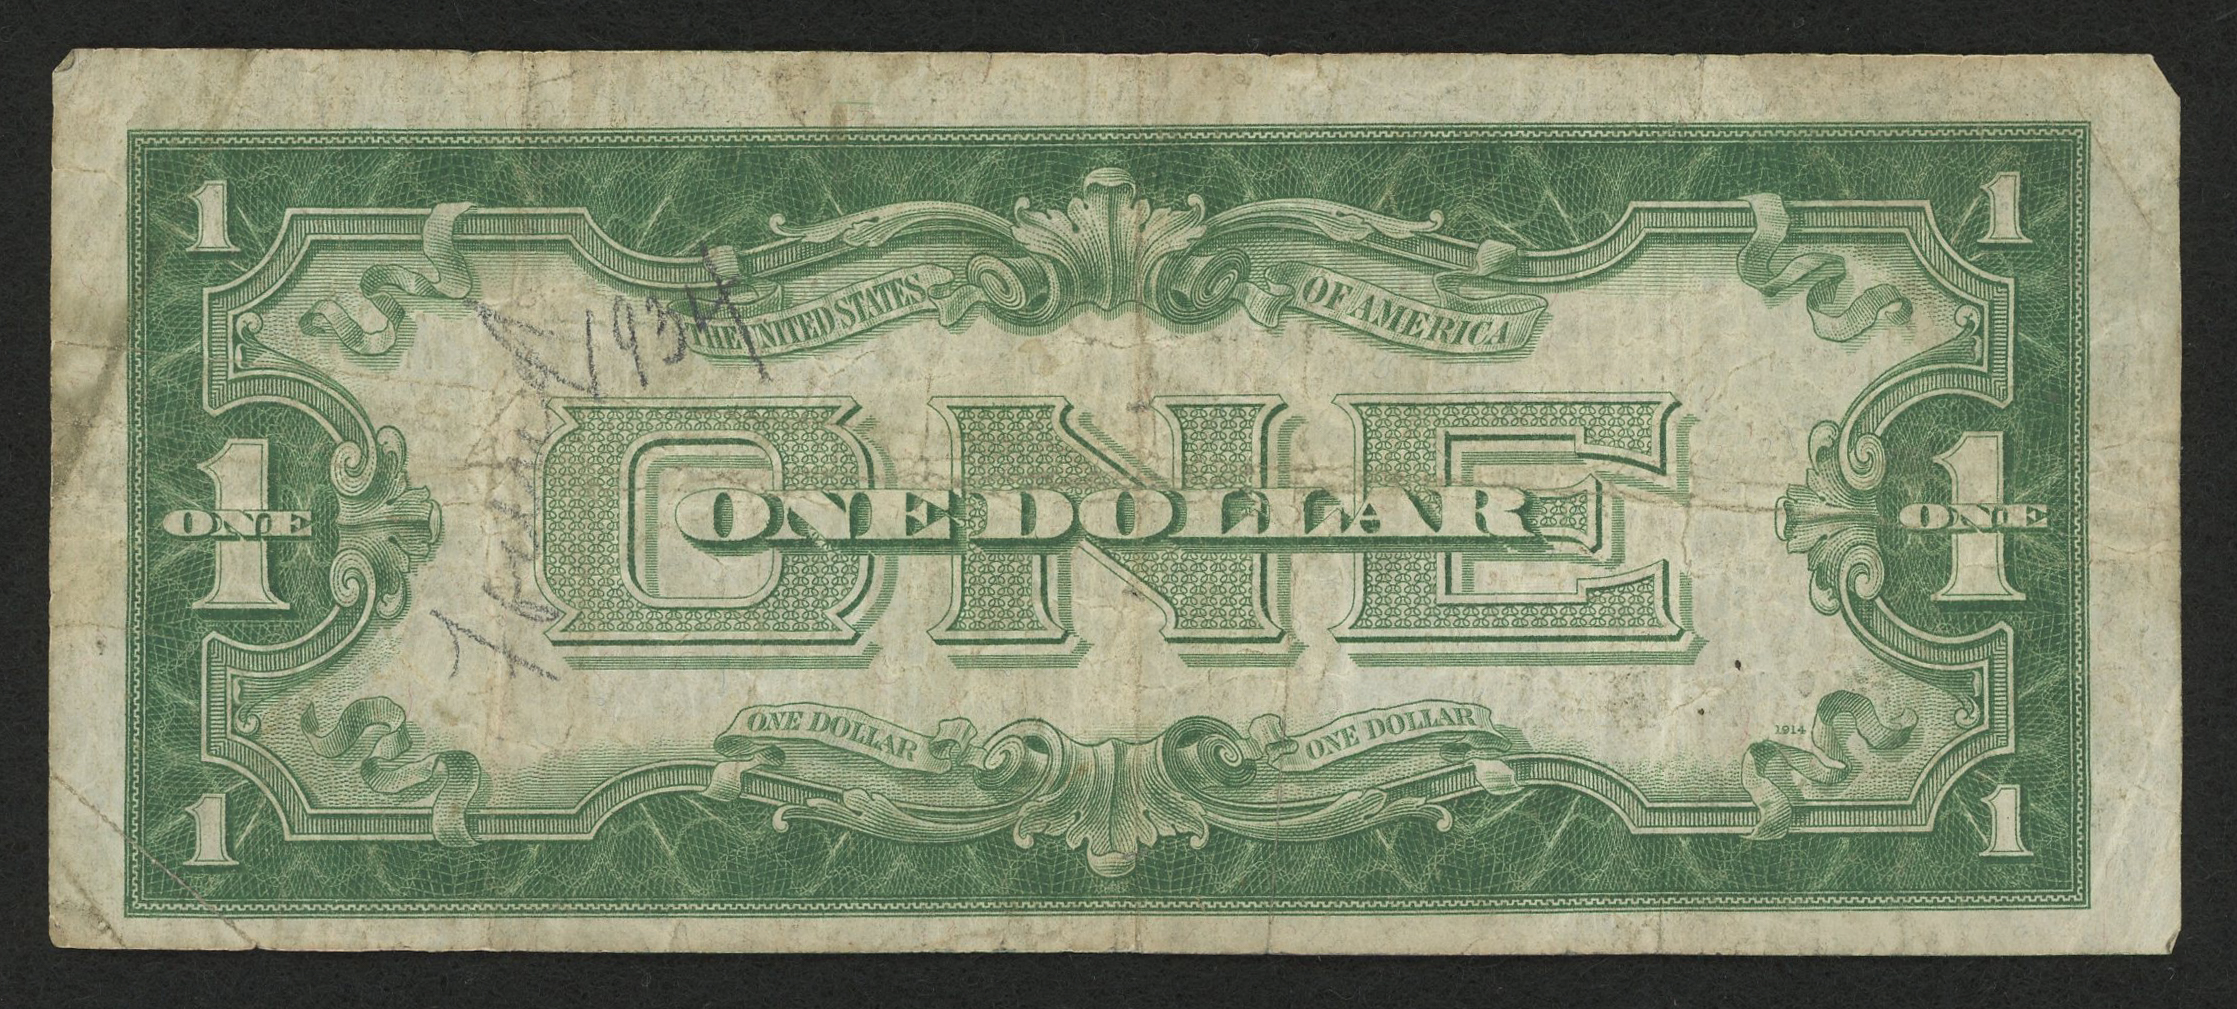 1 1
THE UNITED STATES OF AMERICA
1934
ONE
ONE DOLLAR
1 ONE
1 ONE
ONE DOLLAR ONE DOLLAR
1914
1 1